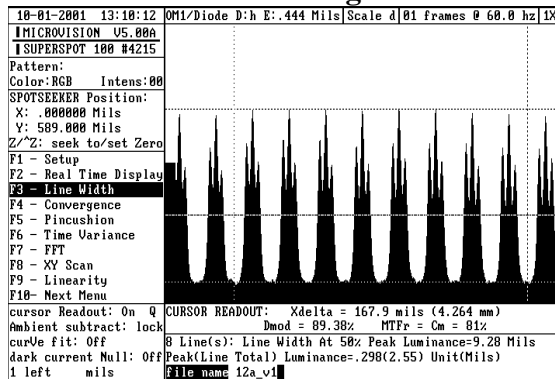 10-01-2001 13:10:12 OM1/Diode D:h E:.444 Mils Scale d 01 frames @ 60.0 hz 1X
MICROVISION V5.00A
SUPERSPOT 100 #4215
Pattern:
Color:RGB Intens:00
SPOTSEEKER Position:
X: .000000 Mils
Y: 589.000 Mils
Z/^Z: seek to/set Zero
F1 - Setup
F2 - Real Time Display
F3 - Line Width
F4 - Convergence
F5 - Pincushion
F6 - Time Variance
F7 - FFT
F8 - XY Scan
F9 - Linearity
F10- Next Menu
cursor Readout: On Q
Ambient subtract: lock
curVe fit: Off
dark current Null: Off
1 left mils
CURSOR READOUT: Xdelta = 167.9 mils (4.264 mm)
Dmod = 89.38% MTFr = Cm = 81%
8 Line(s): Line Width At 50% Peak Luminance=9.28 Mils
Peak(Line Total) Luminance=.298(2.55) Unit(Mils)
file name 12a_v1